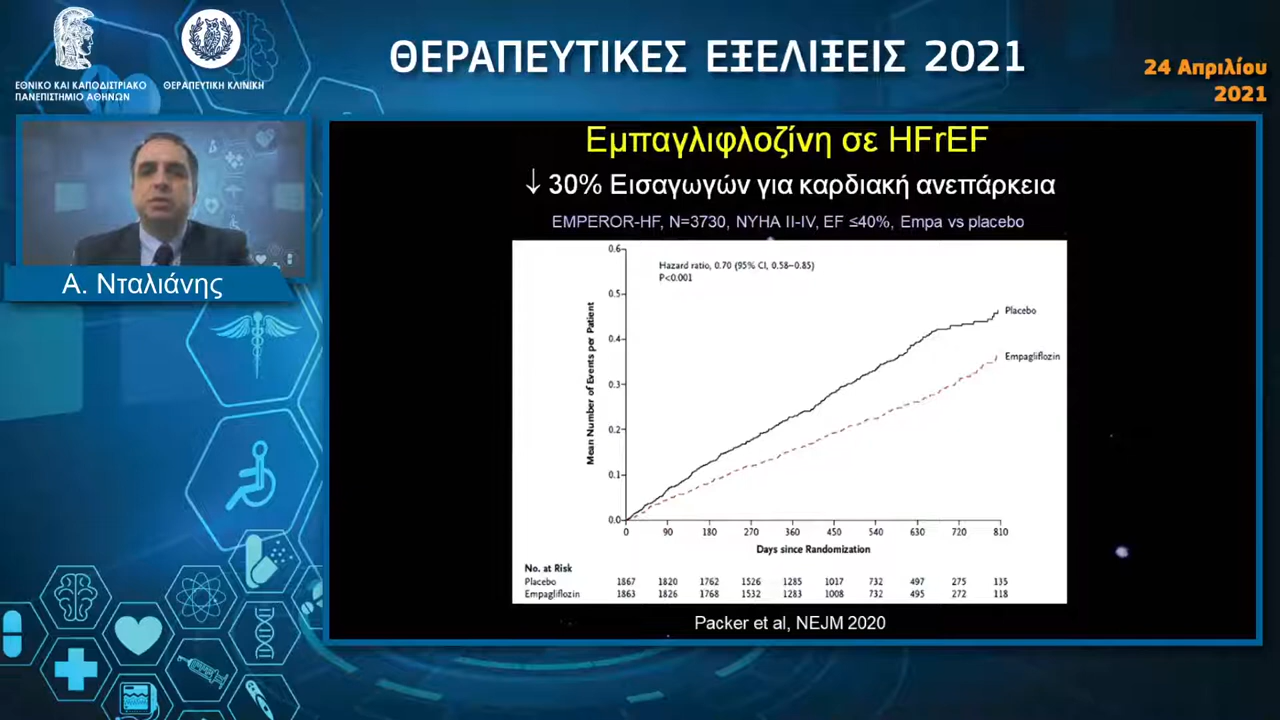 ΕΘΝΙΚΟ ΚΑΙ ΚΑΠΟΔΙΣΤΡΙΑΚΟ
ΠΑΝΕΠΙΣΤΗΜΙΟ ΑΘΗΝΩΝ
ΘΕΡΑΠΕΥΤΙΚΗ ΚΛΙΝΙΚΗ
ΘΕΡΑΠΕΥΤΙΚΕΣ ΕΞΕΛΙΞΕΙΣ 2021
24 Απριλίου
2021
Α. Νταλιάνης
Εμπαγλιφλοζίνη σε HFrEF
↓ 30% Εισαγωγών για καρδιακή ανεπάρκεια
EMPEROR-HF, N=3730, NYHA II-IV, EF ≤40%, Empa vs placebo
Hazard ratio, 0.70 (95% CI, 0.58–0.85)
P<0.001
Mean Number of Events per Patient
0.6
0.5
0.4
0.3
0.2
0.1
0.0
Placebo
Empagliflozin
0 90 180 270 360 450 540 630 720 810
Days since Randomization
No. at Risk
Placebo 1867 1820 1762 1526 1285 1017 732 497 275 135
Empagliflozin 1863 1826 1768 1532 1283 1008 732 495 272 118
Packer et al, NEJM 2020